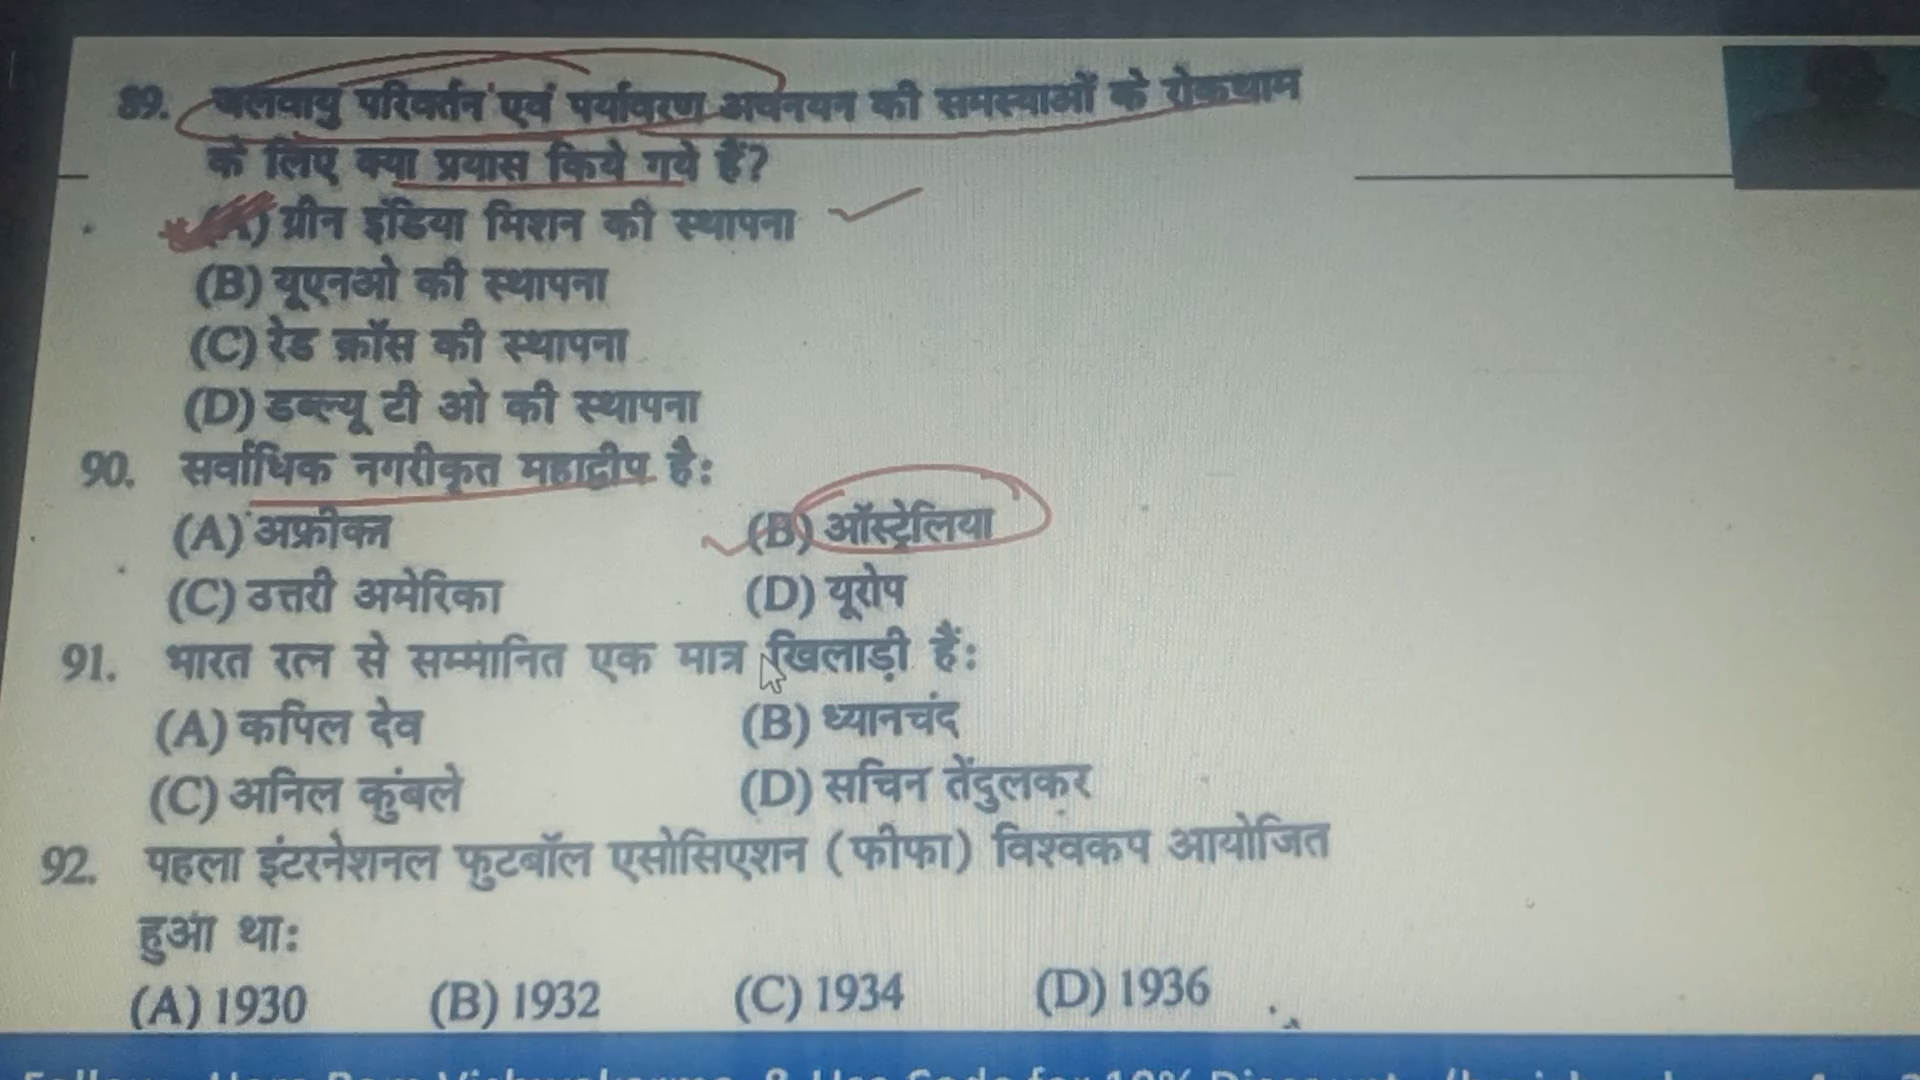 89. जलवायु परिवर्तन एवं पर्यावरण अवनयन की समस्याओं के रोकथाम
के लिए क्या प्रयास किये गये हैं?
(A) ग्रीन इंडिया मिशन की स्थापना
(B) यूएनओ की स्थापना
(C) रेड क्रॉस की स्थापना
(D) डब्ल्यू टी ओ की स्थापना
90. सर्वाधिक नगरीकृत महाद्वीप है:
(A) अफ्रीका (B) ऑस्ट्रेलिया
(C) उत्तरी अमेरिका (D) यूरोप
91. भारत रत्न से सम्मानित एक मात्र खिलाड़ी हैं:
(A) कपिल देव (B) ध्यानचंद
(C) अनिल कुंबले (D) सचिन तेंदुलकर
92. पहला इंटरनेशनल फुटबॉल एसोसिएशन (फीफा) विश्वकप आयोजित
हुआ था:
(A) 1930 (B) 1932 (C) 1934 (D) 1936